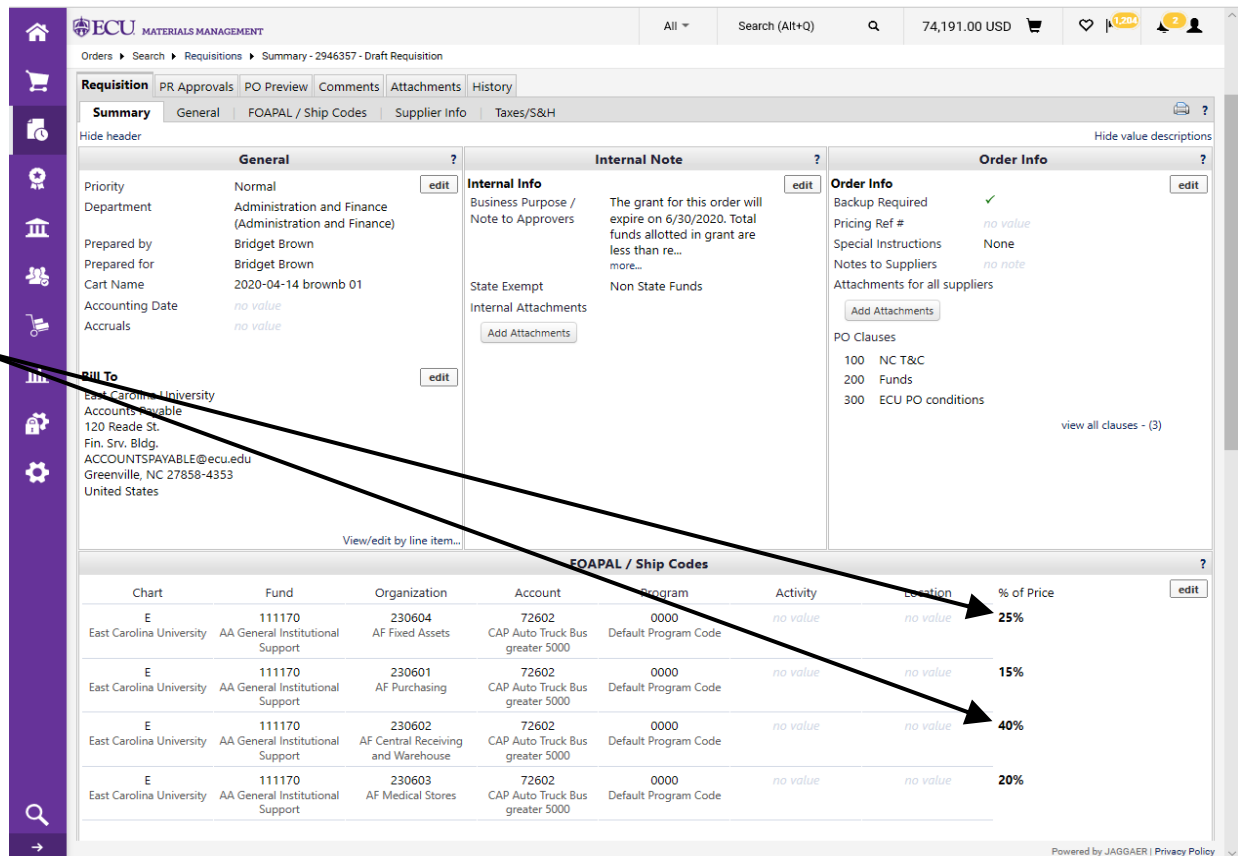 ECU MATERIALS MANAGEMENT
All
Search (Alt+Q)
74,191.00 USD
1,204
2
Orders Search Requisitions Summary - 2946357 - Draft Requisition
Requisition PR Approvals PO Preview Comments Attachments History
Summary General FOAPAL / Ship Codes Supplier Info Taxes/S&H ?
Hide header
Hide value descriptions
General ?
edit
Priority Normal
Department Administration and Finance
(Administration and Finance)
Prepared by Bridget Brown
Prepared for Bridget Brown
Cart Name 2020-04-14 brownb 01
Accounting Date no value
Accruals no value
Bill To
edit
East Carolina University
Accounts Payable
120 Reade St.
Fin. Srv. Bldg.
ACCOUNTSPAYABLE@ecu.edu
Greenville, NC 27858-4353
United States
View/edit by line item...
Internal Note ?
Internal Info
edit
Business Purpose / The grant for this order will
Note to Approvers expire on 6/30/2020. Total
funds allotted in grant are
less than re...
more...
State Exempt Non State Funds
Internal Attachments
Add Attachments
Order Info ?
Order Info
edit
Backup Required ✓
Pricing Ref # no value
Special Instructions None
Notes to Suppliers no note
Attachments for all suppliers
Add Attachments
PO Clauses
100 NC T&C
200 Funds
300 ECU PO conditions
view all clauses - (3)
FOAPAL / Ship Codes ?
Chart Fund Organization Account Program Activity Location % of Price
edit
E 111170 230604 72602 0000 no value no value 25%
East Carolina University AA General Institutional AF Fixed Assets CAP Auto Truck Bus Default Program Code
Support greater 5000
E 111170 230601 72602 0000 no value no value 15%
East Carolina University AA General Institutional AF Purchasing CAP Auto Truck Bus Default Program Code
Support greater 5000
E 111170 230602 72602 0000 no value no value 40%
East Carolina University AA General Institutional AF Central Receiving CAP Auto Truck Bus Default Program Code
Support and Warehouse greater 5000
E 111170 230603 72602 0000 no value no value 20%
East Carolina University AA General Institutional AF Medical Stores CAP Auto Truck Bus Default Program Code
Support greater 5000
Powered by JAGGAER | Privacy Policy